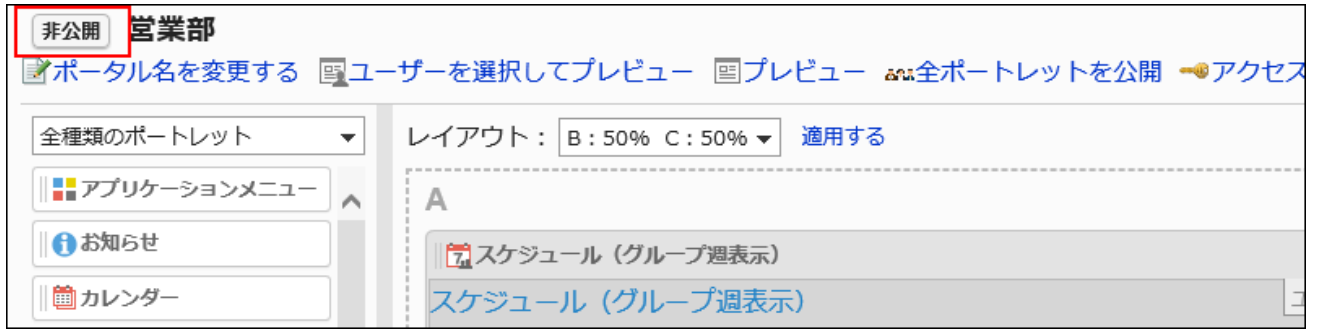 非公開 営業部
ポータル名を変更する ユーザーを選択してプレビュー プレビュー 全ポートレットを公開 アクセス
全種類のポートレット
レイアウト： B : 50% C : 50% 適用する
アプリケーションメニュー
お知らせ
カレンダー
A
スケジュール（グループ週表示）
スケジュール（グループ週表示）